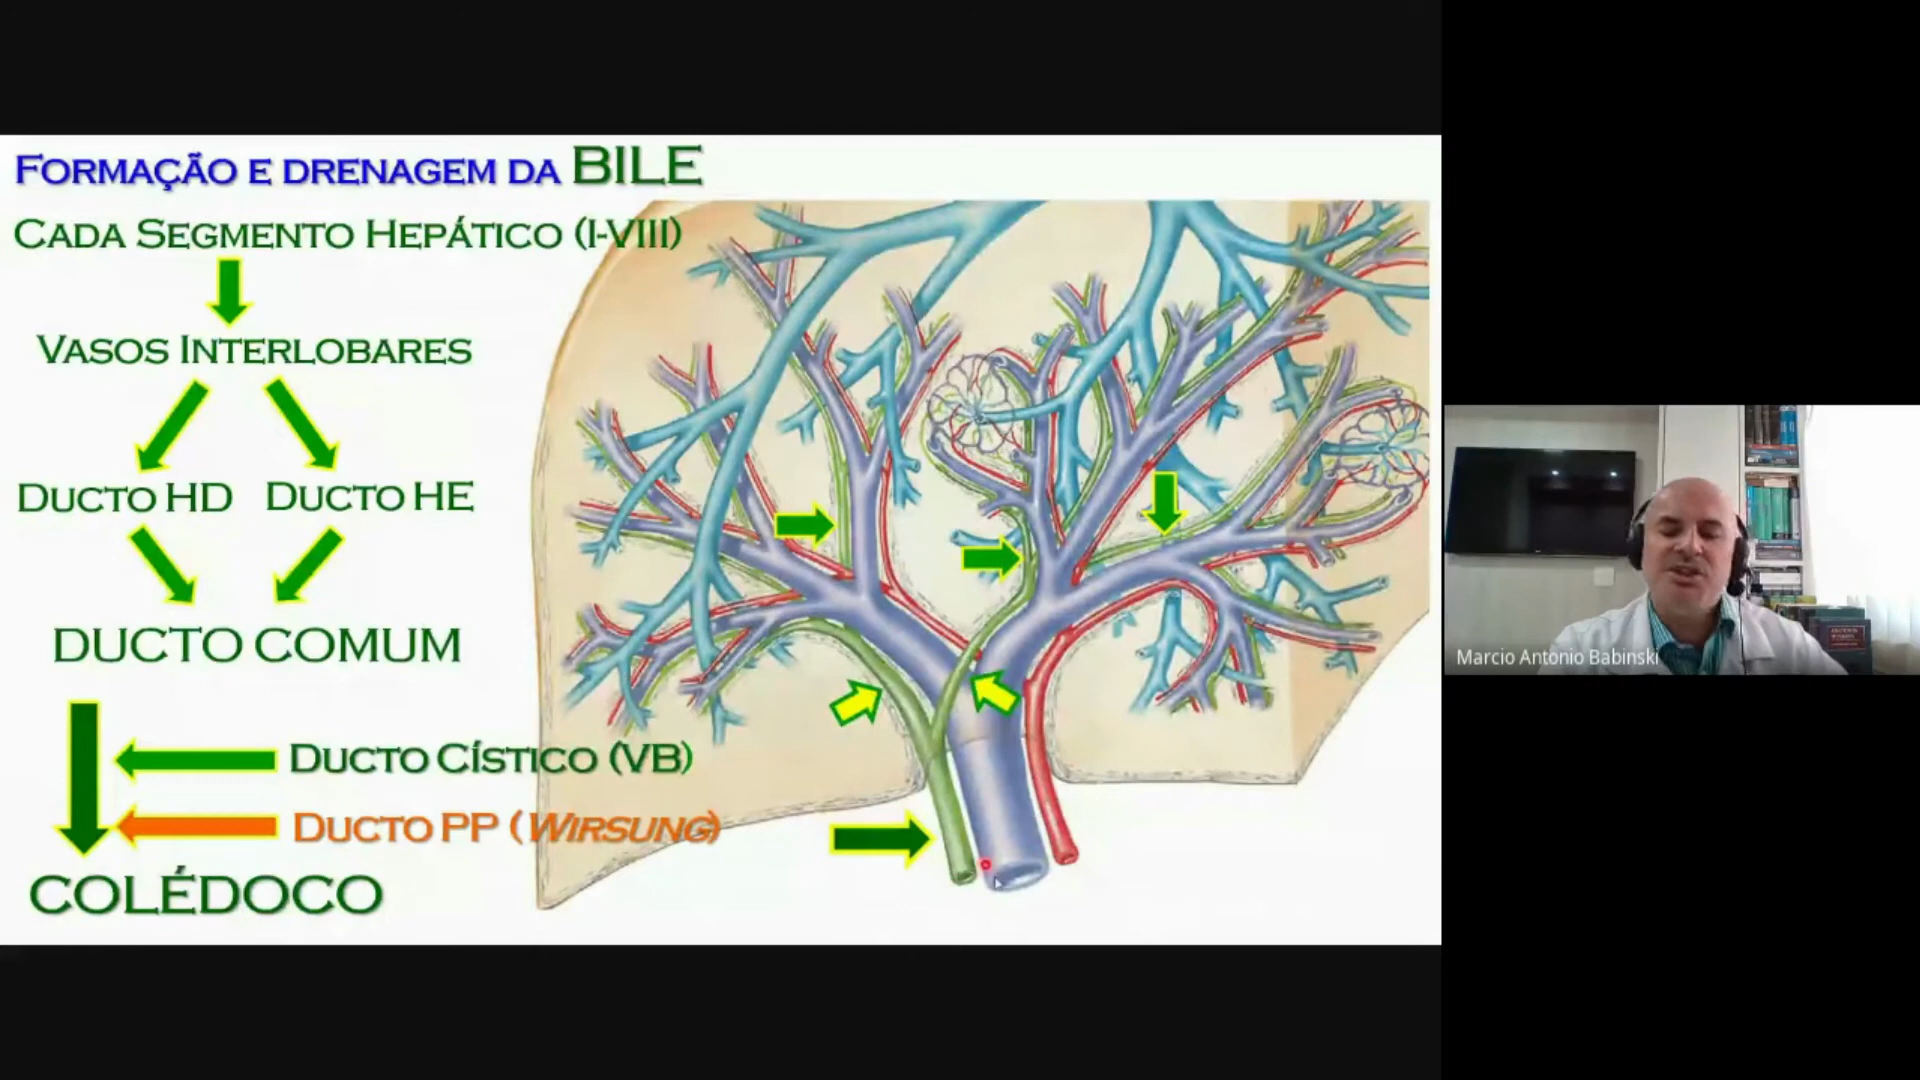 Formação e drenagem da BILE
Cada Segmento Hepático (I-VIII)
Vasos Interlobares
Ducto HD Ducto HE
DUCTO COMUM
Ducto Cístico (VB)
Ducto PP (Wirsung)
COLÉDOCO
Marcio Antonio Babinski